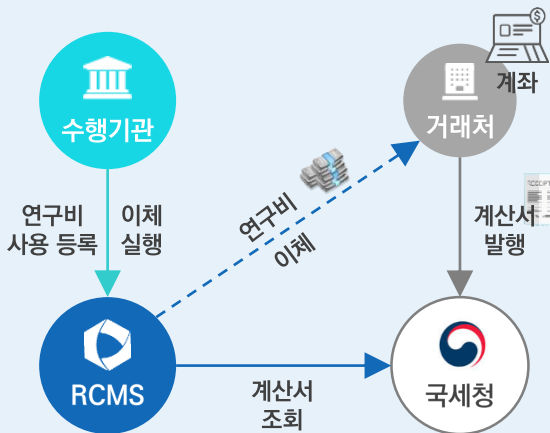 계좌
수행기관
거래처
연구비
사용 등록
이체
실행
연구비
이체
계산서
발행
RCMS
계산서
조회
국세청